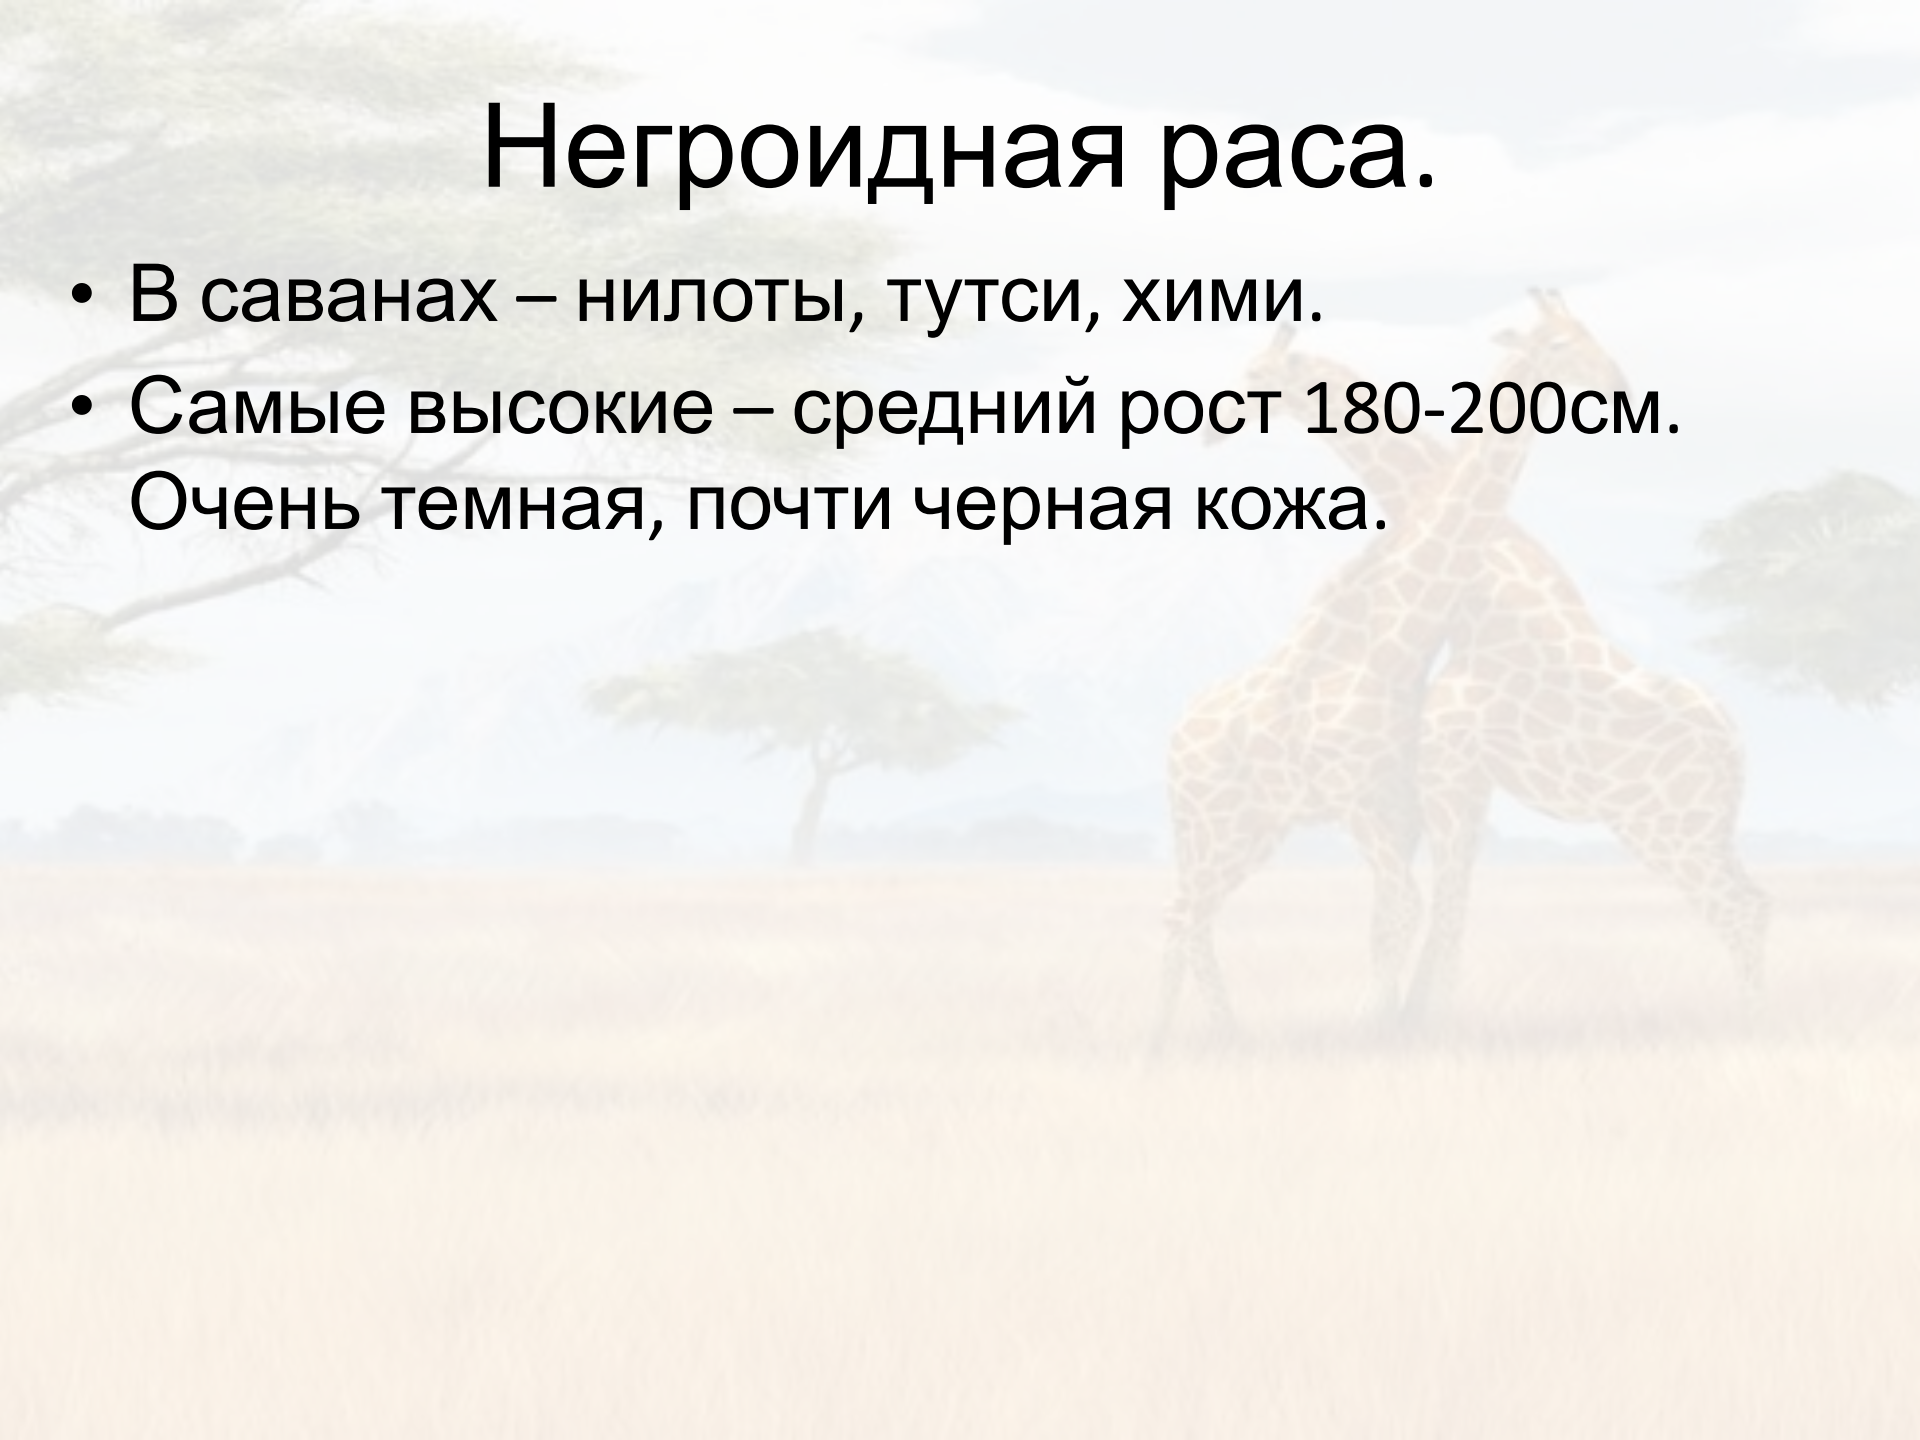 Негроидная раса.
• В саванах – нилоты, тутси, хими.
• Самые высокие – средний рост 180-200см.
Очень темная, почти черная кожа.